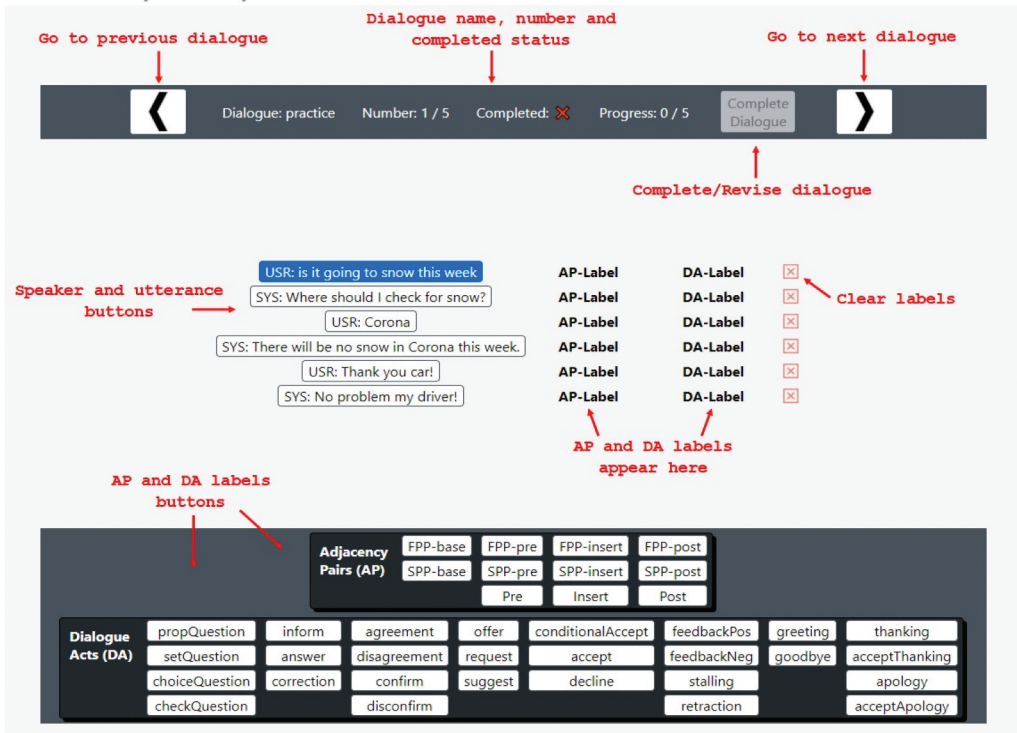 Dialogue name, number and
completed status
Go to previous dialogue
Go to next dialogue
❮ Dialogue: practice Number: 1 / 5 Completed: ❌ Progress: 0 / 5 Complete Dialogue ❯
Complete/Revise dialogue
USR: is it going to snow this week AP-Label DA-Label
SYS: Where should I check for snow? AP-Label DA-Label
USR: Corona AP-Label DA-Label
SYS: There will be no snow in Corona this week. AP-Label DA-Label
USR: Thank you car! AP-Label DA-Label
SYS: No problem my driver! AP-Label DA-Label
Speaker and utterance
buttons
Clear labels
AP and DA labels
appear here
AP and DA labels
buttons
Adjacency Pairs (AP)
FPP-base FPP-pre FPP-insert FPP-post
SPP-base SPP-pre SPP-insert SPP-post
Pre Insert Post
Dialogue Acts (DA)
propQuestion inform agreement offer conditionalAccept feedbackPos greeting thanking
setQuestion answer disagreement request accept feedbackNeg goodbye acceptThanking
choiceQuestion correction confirm suggest decline stalling apology
checkQuestion disconfirm retraction acceptApology